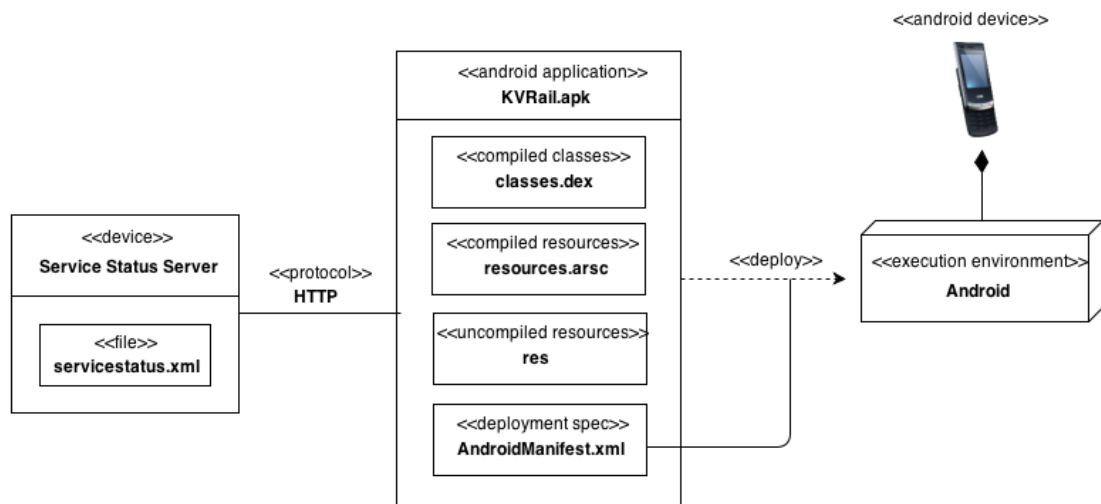 <<android device>>
<<android application>>
KVRail.apk
<<compiled classes>>
classes.dex
<<device>>
Service Status Server
<<protocol>>
HTTP
<<compiled resources>>
resources.arsc
<<deploy>>
<<execution environment>>
Android
<<file>>
servicestatus.xml
<<uncompiled resources>>
res
<<deployment spec>>
AndroidManifest.xml